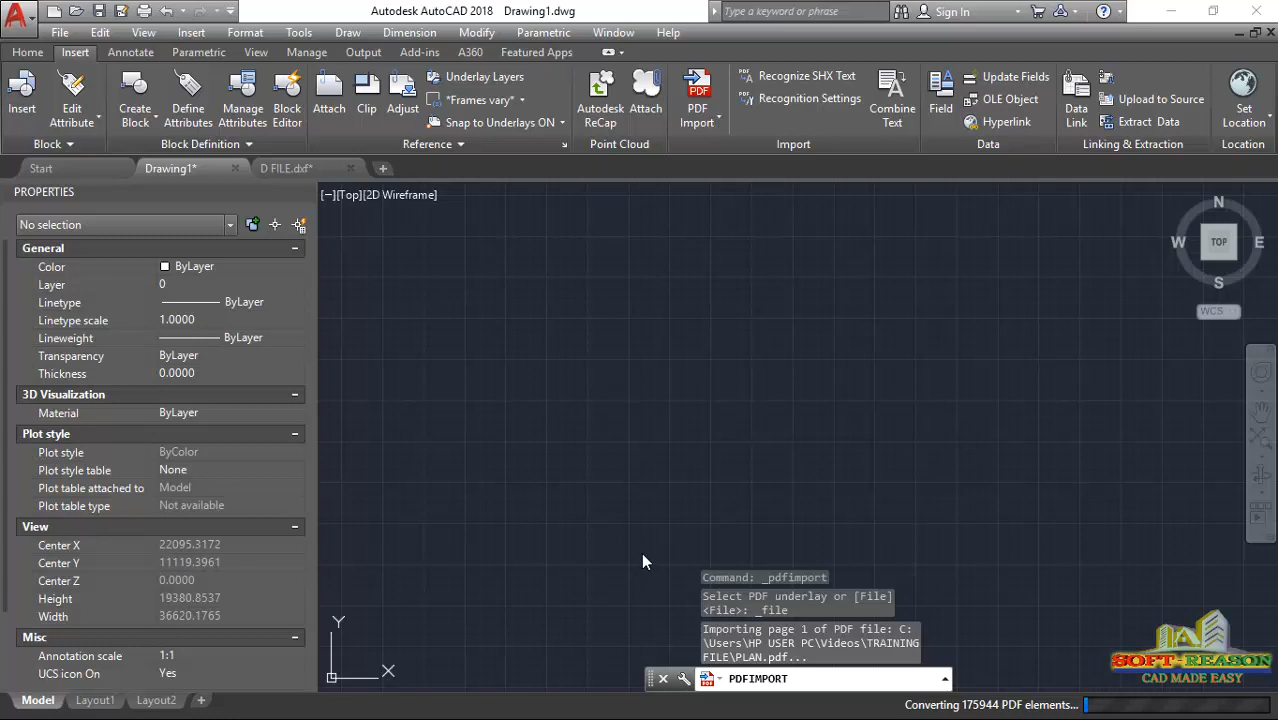 A
Autodesk AutoCAD 2018 Drawing1.dwg
Type a keyword or phrase
Sign In
File Edit View Insert Format Tools Draw Dimension Modify Parametric Window Help
Home Insert Annotate Parametric View Manage Output Add-ins A360 Featured Apps
Insert
Edit
Attribute
Create
Block
Define
Attributes
Manage
Attributes
Block
Editor
Attach
Clip
Adjust
Underlay Layers
*Frames vary*
Snap to Underlays ON
Autodesk
ReCap
Attach
PDF
PDF
Import
Recognize SHX Text
Recognition Settings
Combine
Text
Field
Update Fields
OLE Object
Hyperlink
Data
Link
Upload to Source
Extract Data
Set
Location
Block
Block Definition
Reference
Point Cloud
Import
Data
Linking & Extraction
Location
Start Drawing1* D FILE.dxf*
PROPERTIES
No selection
General
Color ByLayer
Layer 0
Linetype ByLayer
Linetype scale 1.0000
Lineweight ByLayer
Transparency ByLayer
Thickness 0.0000
3D Visualization
Material ByLayer
Plot style
Plot style ByColor
Plot style table None
Plot table attached to Model
Plot table type Not available
View
Center X 22095.3172
Center Y 11119.3961
Center Z 0.0000
Height 19380.8537
Width 36620.1765
Misc
Annotation scale 1:1
UCS icon On Yes
[−][Top][2D Wireframe]
N
W TOP E
S
WCS
Y
X
Command: _pdfimport
Select PDF underlay or [File]
<File>: _file
Importing page 1 of PDF file: C:
\Users\HP USER PC\Videos\TRAINING
FILE\PLAN.pdf...
PDFIMPORT
SOFT-REASON
CAD MADE EASY
Model Layout1 Layout2
Converting 175944 PDF elements...